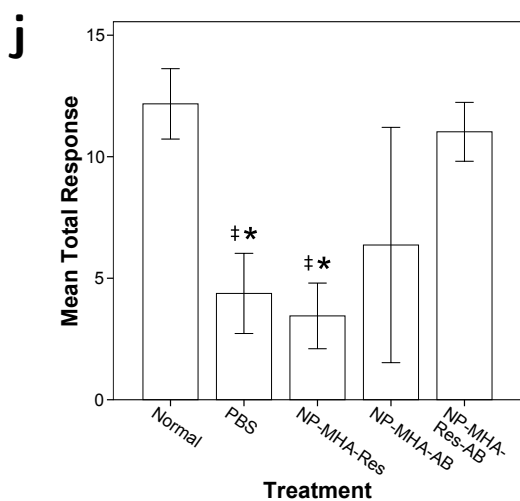 j
15
10
5
0
Mean Total Response
‡*
‡*
Normal
PBS
NP-MHA-Res
NP-MHA-AB
NP-MHA-
Res-AB
Treatment